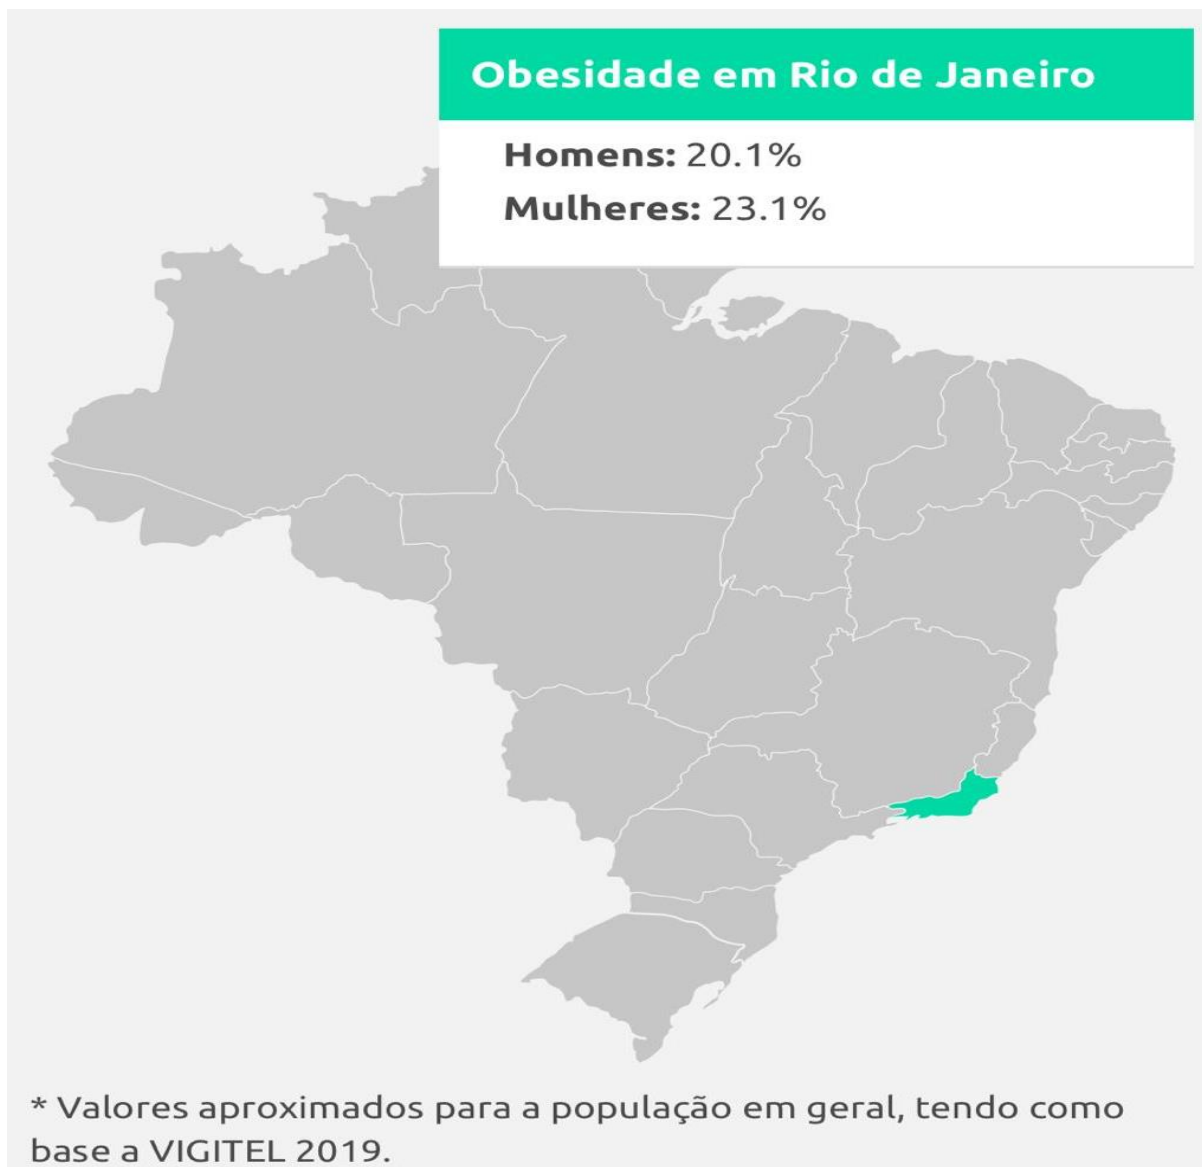 Obesidade em Rio de Janeiro
Homens: 20.1%
Mulheres: 23.1%
* Valores aproximados para a população em geral, tendo como
base a VIGITEL 2019.